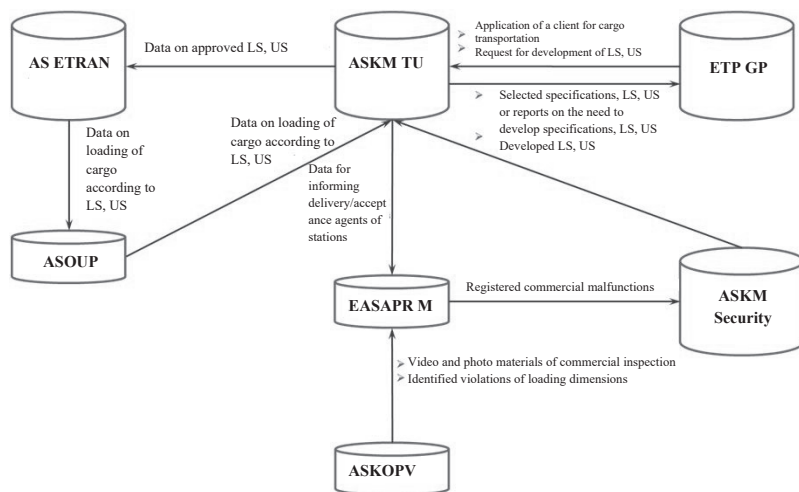 AS ETRAN
Data on approved LS, US
ASKM TU
Application of a client for cargo
transportation
Request for development of LS, US
ETP GP
Selected specifications, LS, US
or reports on the need to
develop specifications, LS, US
Developed LS, US
Data on
loading of
cargo
according to
LS, US
Data on loading of cargo
according to
LS, US
Data for
informing
delivery/accept
ance agents of
stations
ASOUP
EASAPR M
Registered commercial malfunctions
ASKM
Security
Video and photo materials of commercial inspection
Identified violations of loading dimensions
ASKOPV